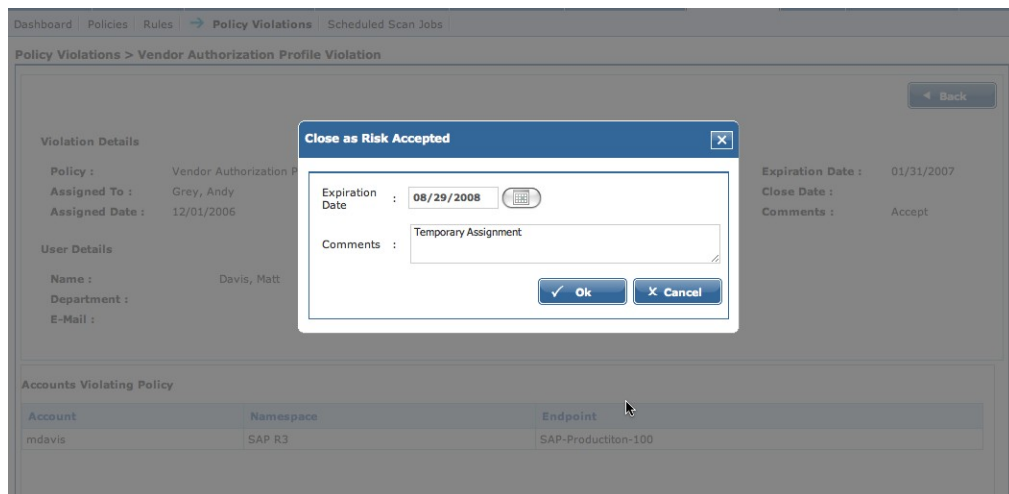 Dashboard Policies Rules Policy Violations Scheduled Scan Jobs
Policy Violations > Vendor Authorization Profile Violation
Back
Violation Details
Policy : Vendor Authorization P
Assigned To : Grey, Andy
Assigned Date : 12/01/2006
Expiration Date : 01/31/2007
Close Date :
Comments : Accept
User Details
Name : Davis, Matt
Department :
E-Mail :
Close as Risk Accepted
Expiration Date : 08/29/2008
Comments : Temporary Assignment
Ok Cancel
Accounts Violating Policy
Account Namespace Endpoint
mdavis SAP R3 SAP-Productiton-100